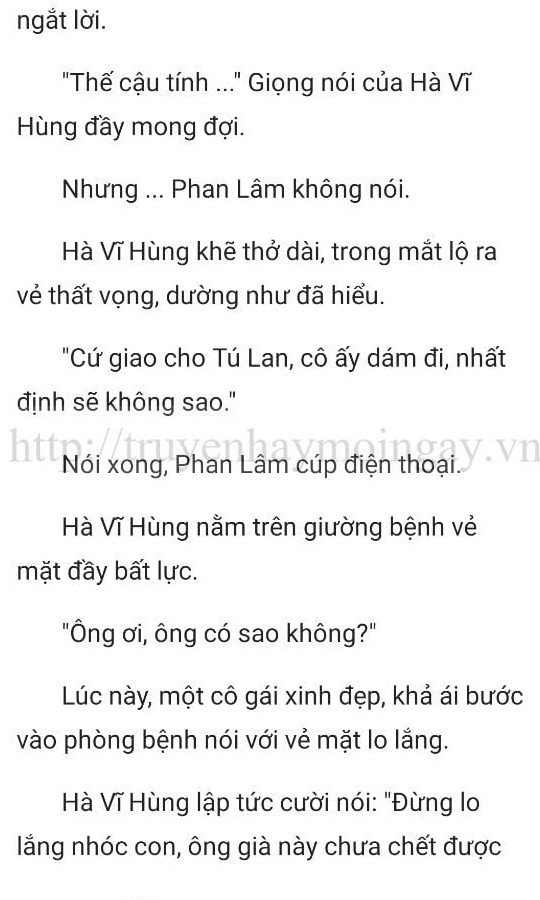 ngắt lời.
"Thế cậu tính ..." Giọng nói của Hà Vĩ
Hùng đầy mong đợi.
Nhưng ... Phan Lâm không nói.
Hà Vĩ Hùng khẽ thở dài, trong mắt lộ ra
vẻ thất vọng, dường như đã hiểu.
"Cứ giao cho Tú Lan, cô ấy dám đi, nhất
định sẽ không sao."
http://truyenhaymoingay.vn
Nói xong, Phan Lâm cúp điện thoại.
Hà Vĩ Hùng nằm trên giường bệnh vẻ
mặt đầy bất lực.
"Ông ơi, ông có sao không?"
Lúc này, một cô gái xinh đẹp, khả ái bước
vào phòng bệnh nói với vẻ mặt lo lắng.
Hà Vĩ Hùng lập tức cười nói: "Đừng lo
lắng nhóc con, ông già này chưa chết được